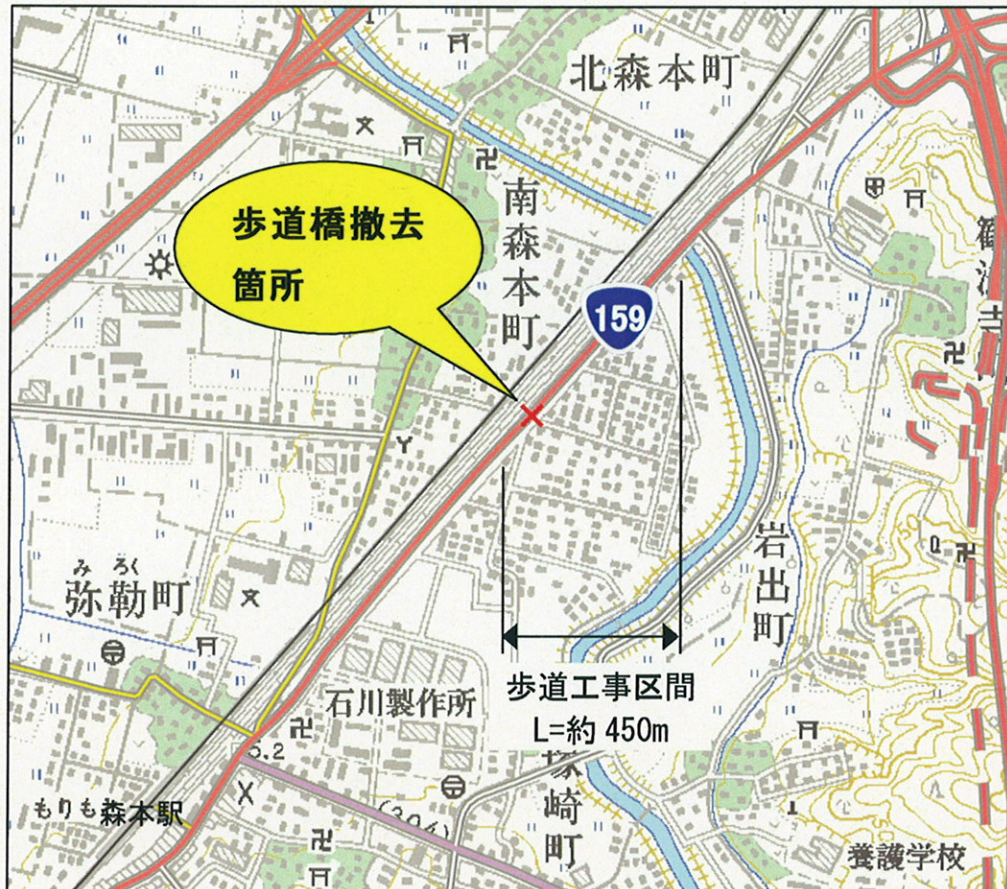 北森本町
南森本町
歩道橋撤去
箇所
159
岩出町
みろく
弥勒町
石川製作所
歩道工事区間
L=約 450m
5.2
塚崎町
(304)
もりも森本駅
養護学校